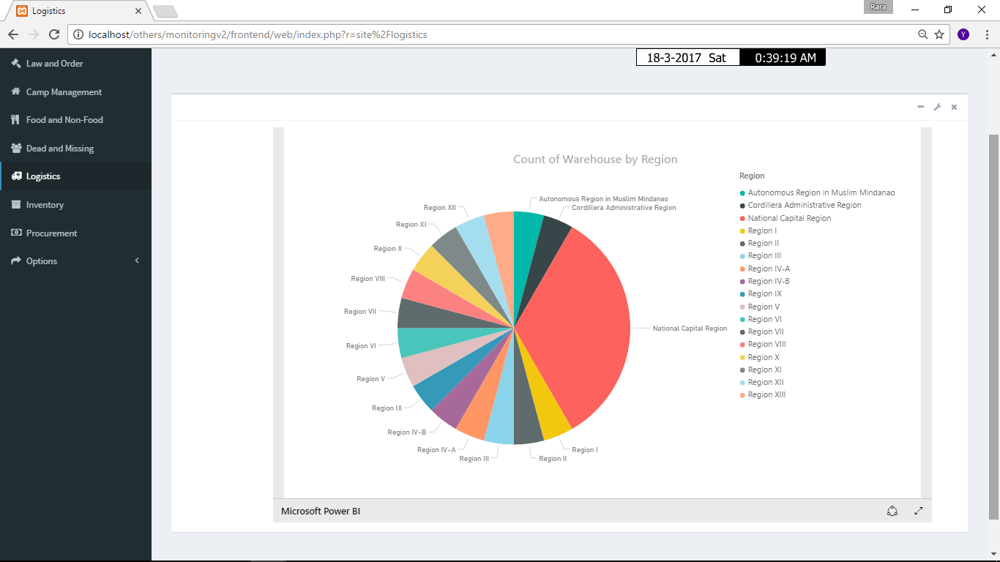 Logistics
Rara
localhost/others/monitoringv2/frontend/web/index.php?r=site%2Flogistics
Y
18-3-2017 Sat 0:39:19 AM
Law and Order
Camp Management
Food and Non-Food
Dead and Missing
Logistics
Inventory
Procurement
Options
Count of Warehouse by Region
Autonomous Region in Muslim Mindanao
Cordillera Administrative Region
National Capital Region
Region I
Region II
Region III
Region IV-A
Region IV-B
Region IX
Region V
Region VI
Region VII
Region VIII
Region X
Region XI
Region XII
Region
Autonomous Region in Muslim Mindanao
Cordillera Administrative Region
National Capital Region
Region I
Region II
Region III
Region IV-A
Region IV-B
Region IX
Region V
Region VI
Region VII
Region VIII
Region X
Region XI
Region XII
Region XIII
Microsoft Power BI